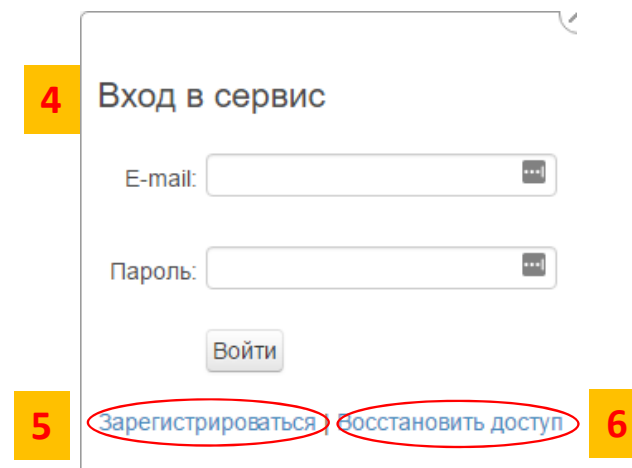 4 Вход в сервис
E-mail:
Пароль:
Войти
5 Зарегистрироваться | Восстановить доступ 6